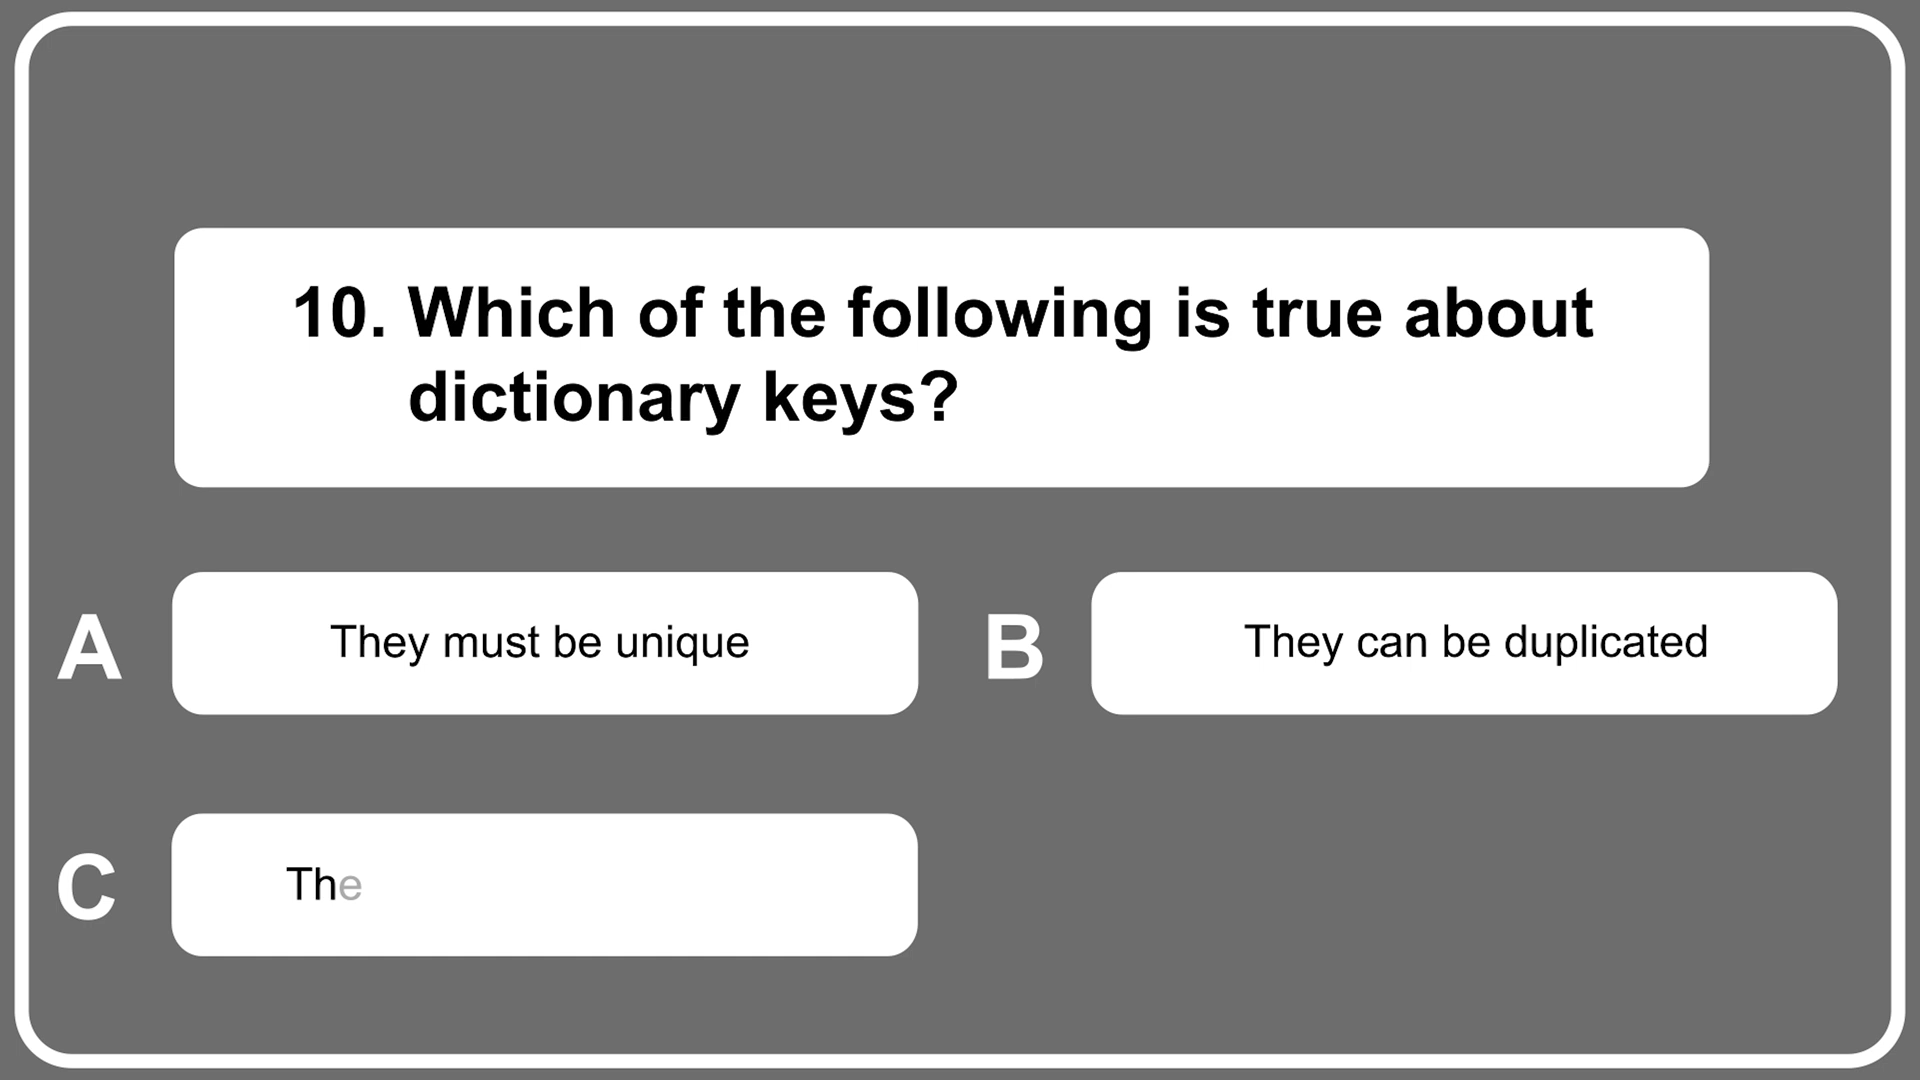 10. Which of the following is true about
dictionary keys?
A They must be unique
B They can be duplicated
C The